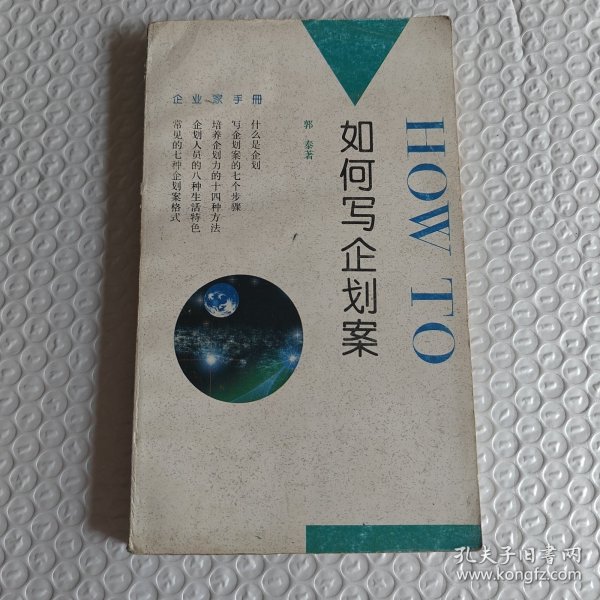 HOW TO
如何写企划案
郭 泰著
企业家手册
什么是企划
写企划案的七个步骤
培养企划力的十四种方法
企划人员的八种生活特色
常见的七种企划案格式
孔夫子旧书网
www.kongfz.com